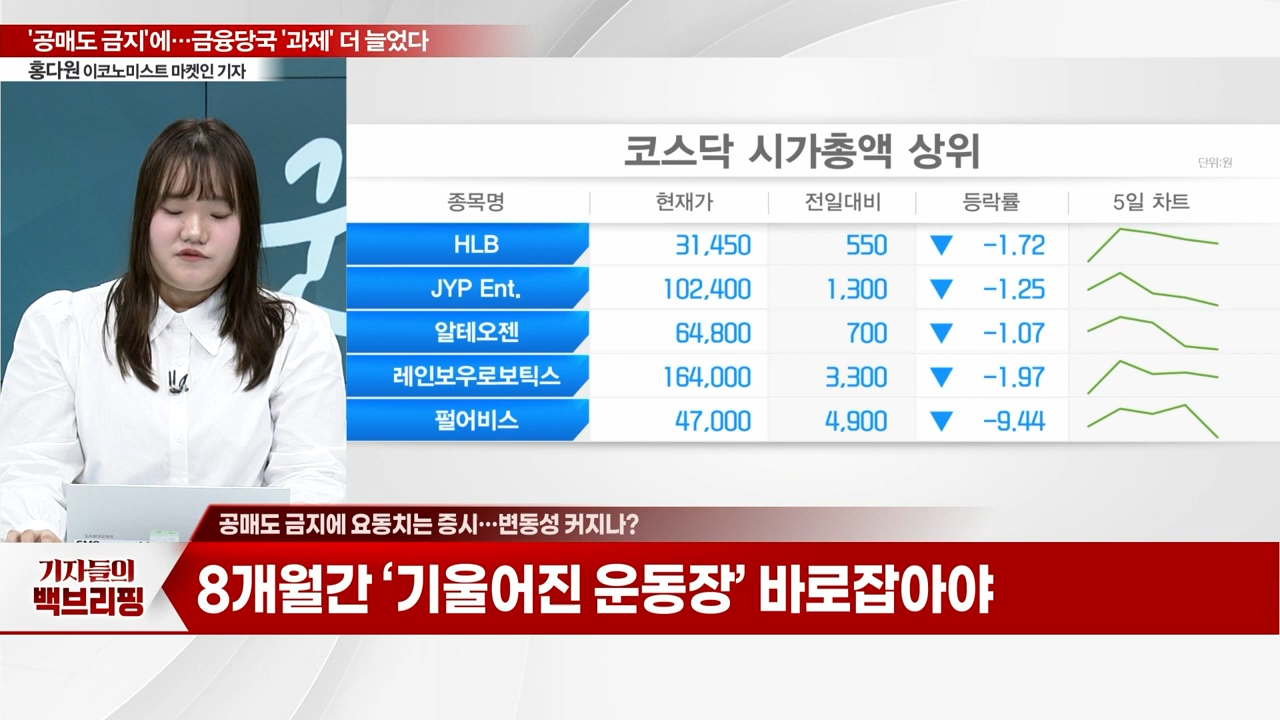 '공매도 금지'에…금융당국 '과제' 더 늘었다
홍다원 이코노미스트 마켓인 기자
코스닥 시가총액 상위
단위:원
종목명 현재가 전일대비 등락률 5일 차트
HLB 31,450 550 ▼ -1.72
JYP Ent. 102,400 1,300 ▼ -1.25
알테오젠 64,800 700 ▼ -1.07
레인보우로보틱스 164,000 3,300 ▼ -1.97
펄어비스 47,000 4,900 ▼ -9.44
SAMSUNG
공매도 금지에 요동치는 증시…변동성 커지나?
기자들의
백브리핑
8개월간 '기울어진 운동장' 바로잡아야